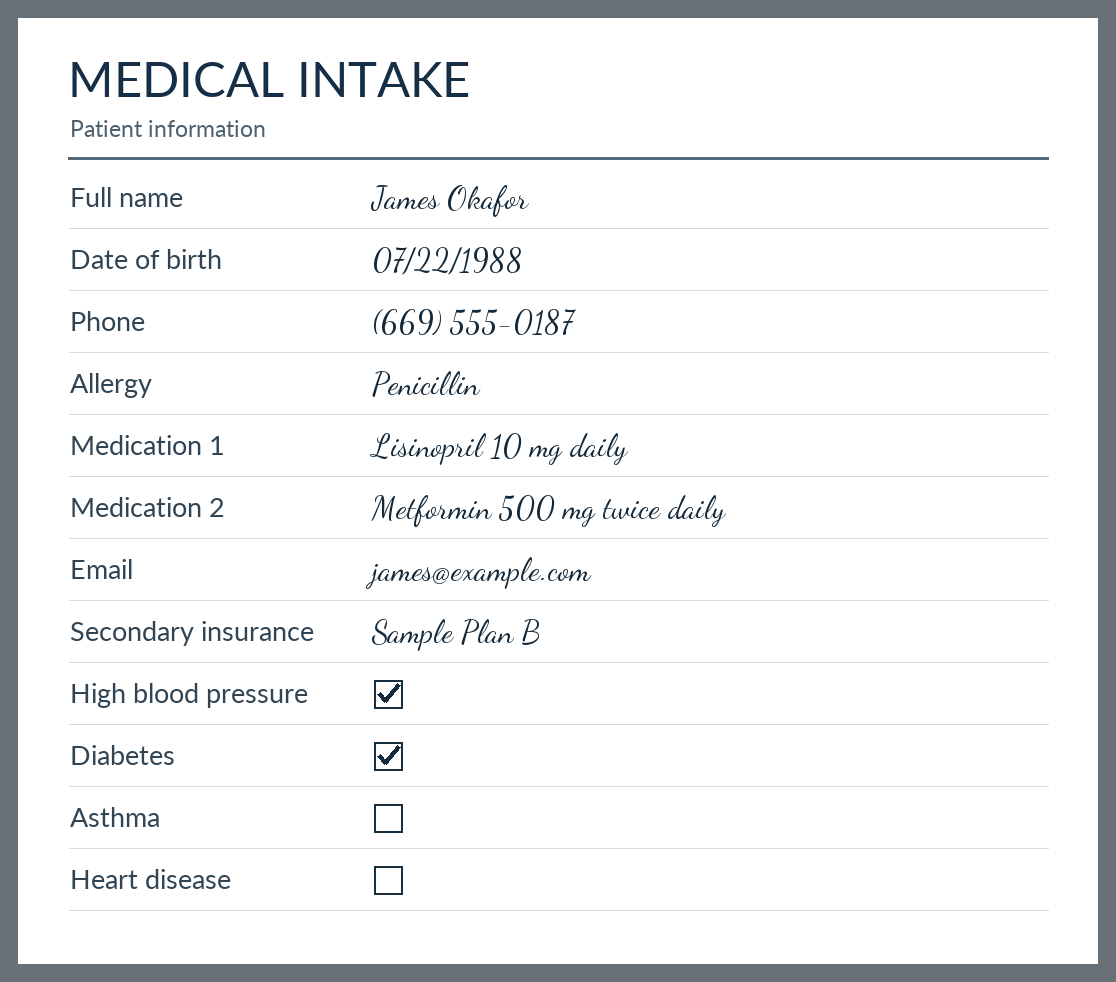 MEDICAL INTAKE
Patient information
Full name James Okafor
Date of birth 07/22/1988
Phone (669) 555-0187
Allergy Penicillin
Medication 1 Lisinopril 10 mg daily
Medication 2 Metformin 500 mg twice daily
Email james@example.com
Secondary insurance Sample Plan B
High blood pressure
Diabetes
Asthma
Heart disease